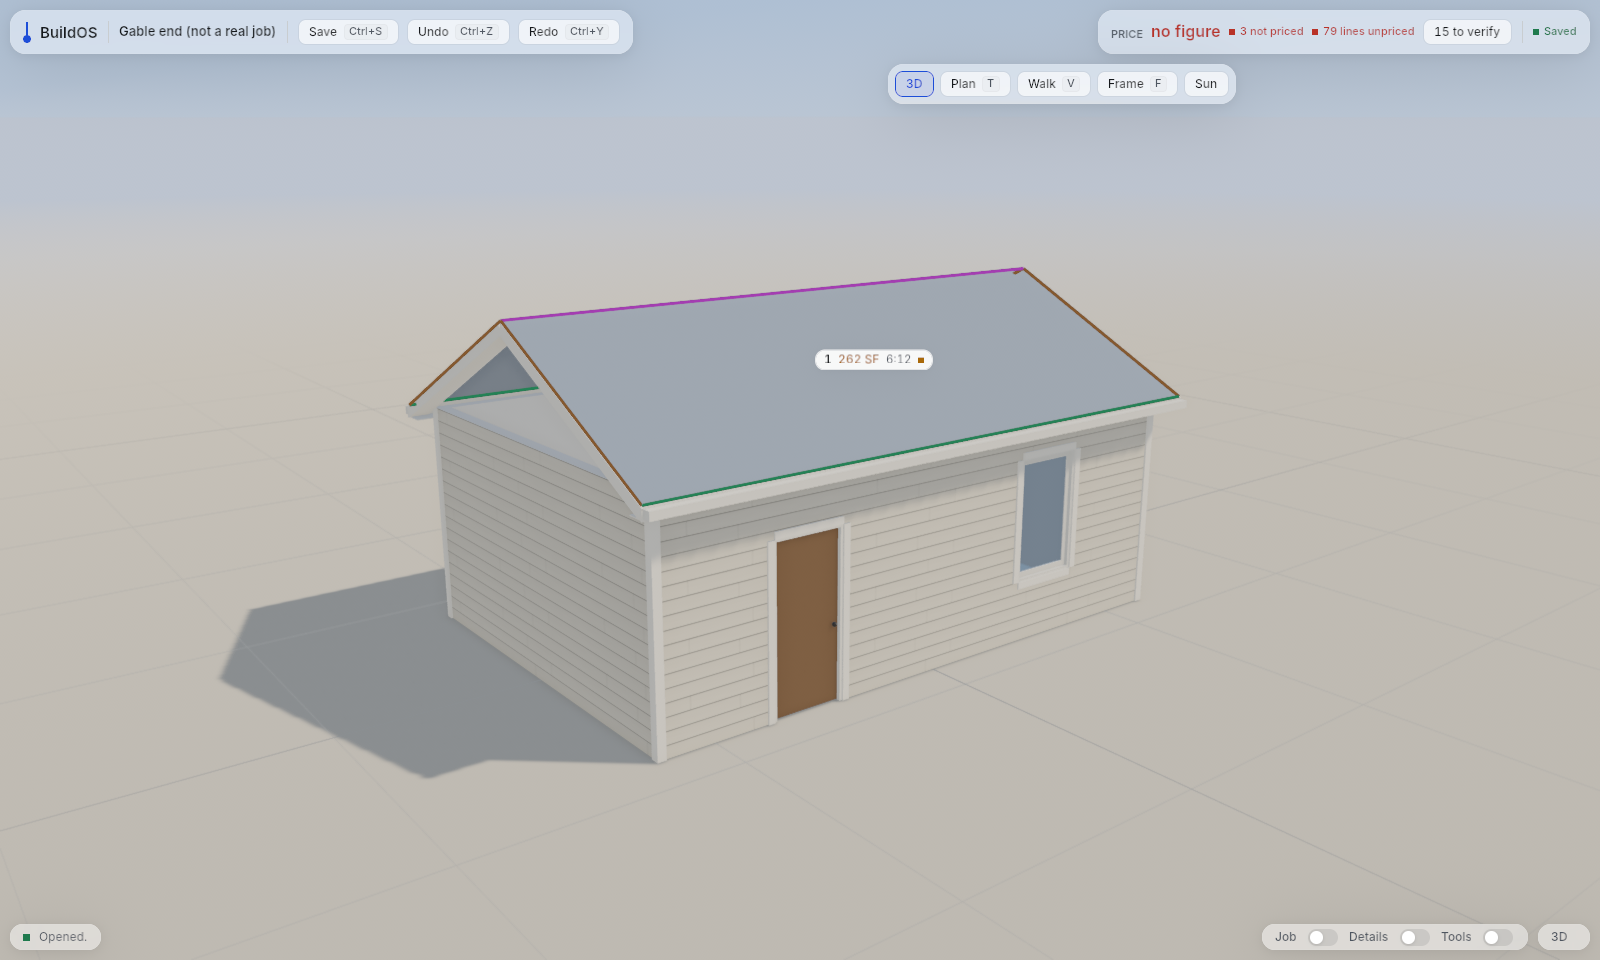 BuildOS Gable end (not a real job) Save Ctrl+S Undo Ctrl+Z Redo Ctrl+Y
PRICE no figure 3 not priced 79 lines unpriced 15 to verify Saved
3D Plan T Walk V Frame F Sun
1 262 SF 6:12
Opened.
Job Details Tools 3D